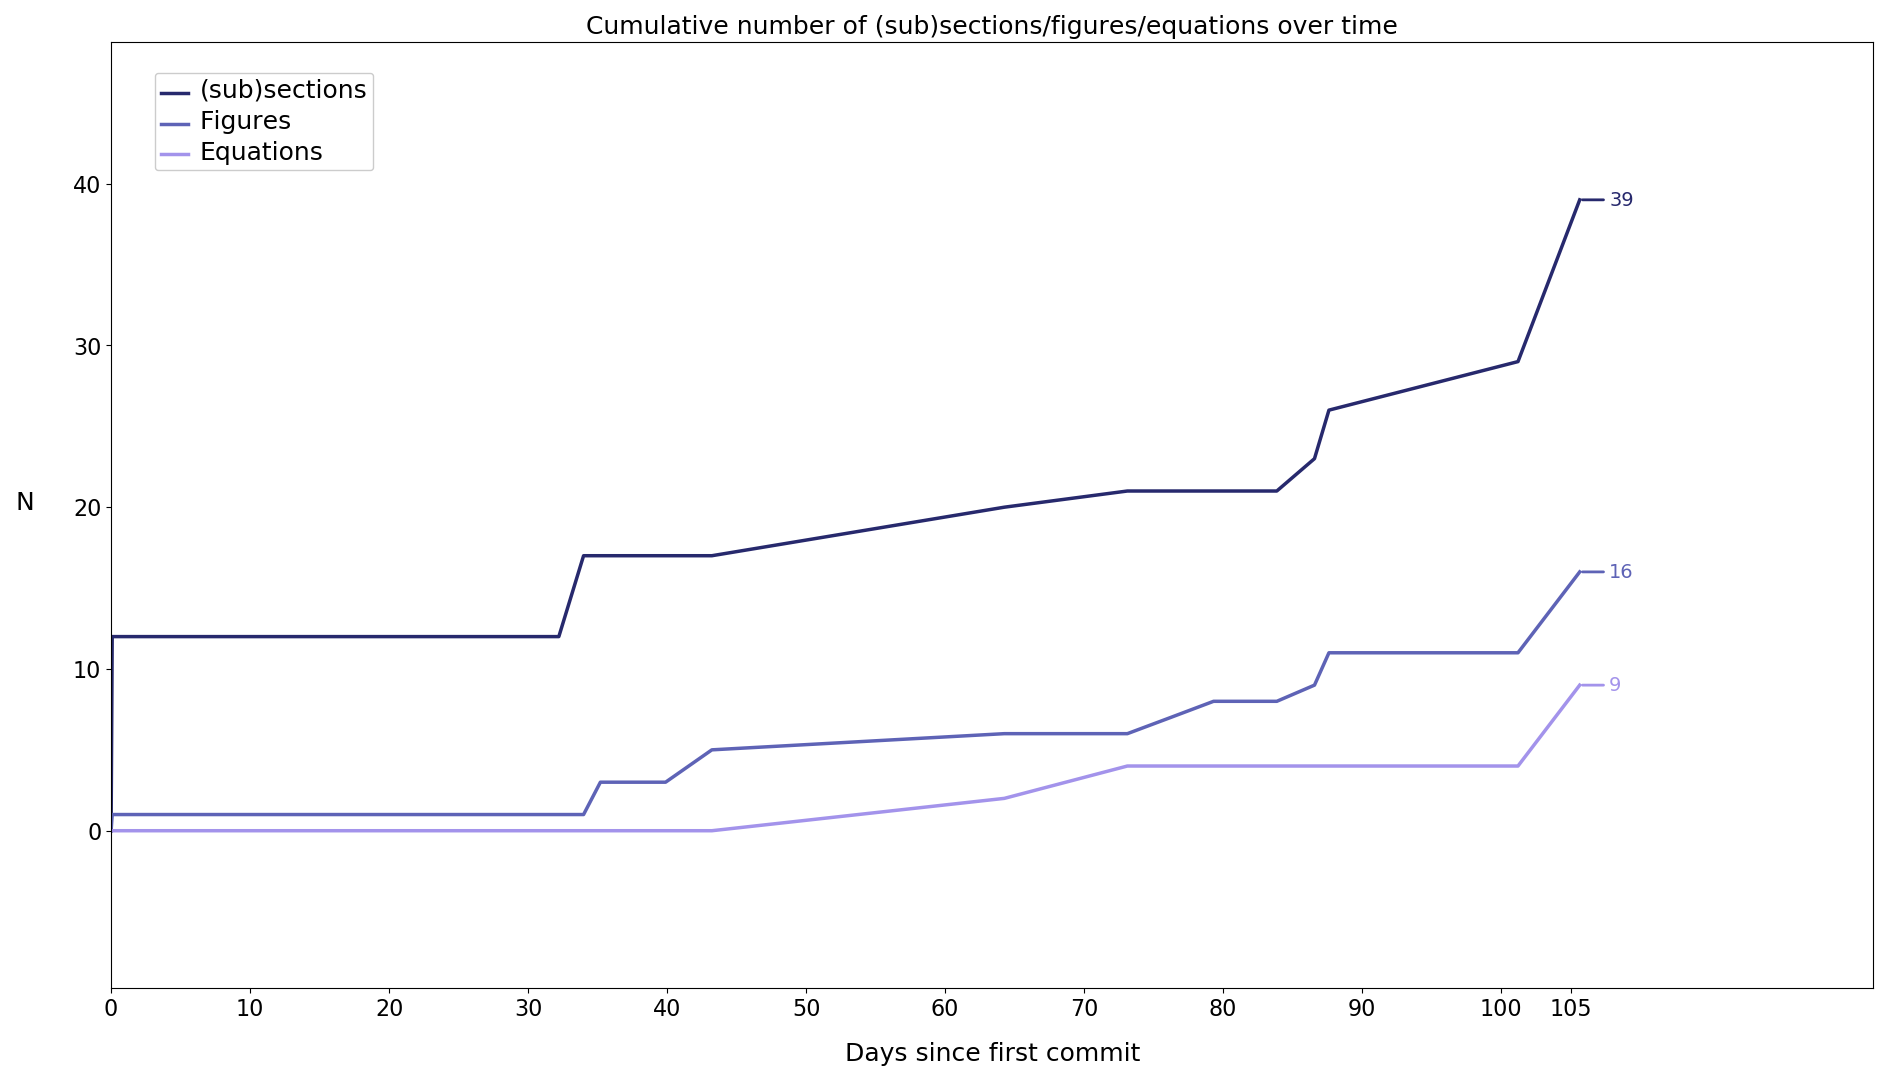 Cumulative number of (sub)sections/figures/equations over time
(sub)sections
Figures
Equations
40
30
20
10
0
N
39
16
9
0 10 20 30 40 50 60 70 80 90 100 105
Days since first commit